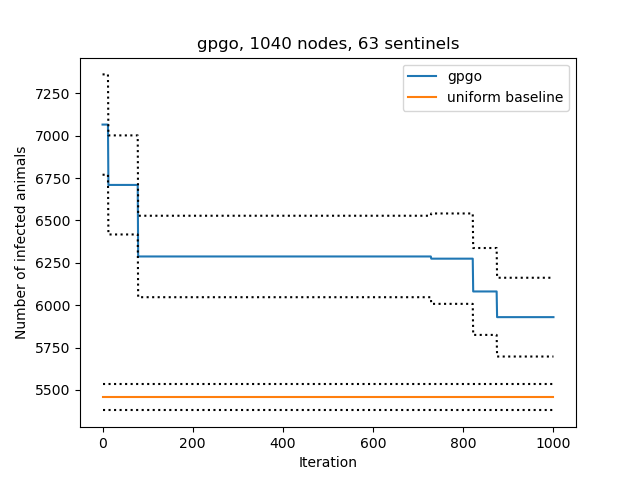 gpgo, 1040 nodes, 63 sentinels
gpgo
uniform baseline
7250
7000
6750
6500
6250
6000
5750
5500
Number of infected animals
0 200 400 600 800 1000
Iteration